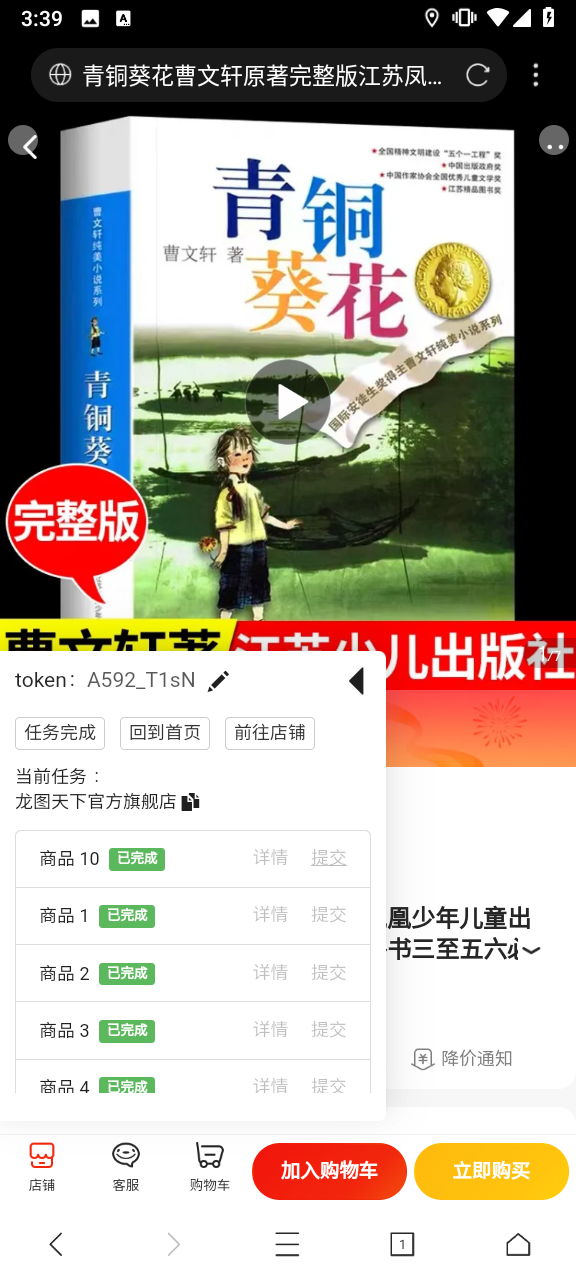 3:39
青铜葵花曹文轩原著完整版江苏凤...
★全国精神文明建设“五个一工程”奖
★中国出版政府奖
★中国作家协会全国优秀儿童文学奖
★江苏精品图书奖
曹文轩纯美小说系列
青铜
曹文轩 著
葵花
国际安徒生奖得主曹文轩纯美小说系列
青铜葵
完整版
曹文轩著 江苏少儿出版社
token： A592_T1sN
任务完成 回到首页 前往店铺
当前任务：
龙图天下官方旗舰店
商品 10 已完成 详情 提交
商品 1 已完成 详情 提交
商品 2 已完成 详情 提交
商品 3 已完成 详情 提交
商品 4 已完成 详情 提交
凰少年儿童出
书三至五六必
降价通知
店铺 客服 购物车 加入购物车 立即购买
1